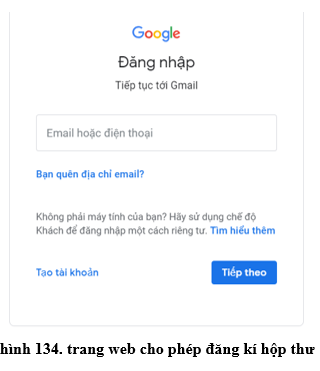 Google
Đăng nhập
Tiếp tục tới Gmail
Email hoặc điện thoại
Bạn quên địa chỉ email?
Không phải máy tính của bạn? Hãy sử dụng chế độ
Khách để đăng nhập một cách riêng tư. Tìm hiểu thêm
Tạo tài khoản
Tiếp theo
hình 134. trang web cho phép đăng kí hộp thư